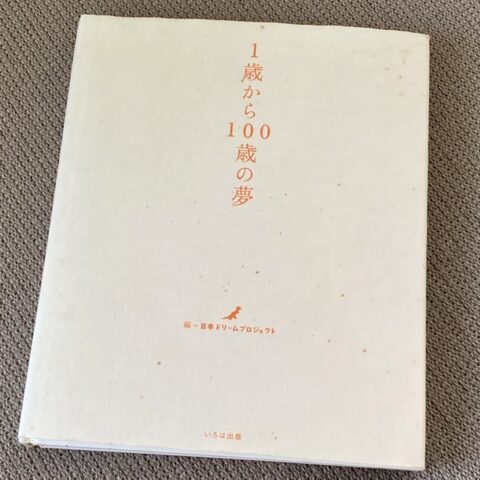 1歳から100歳の夢
編－日本ドリームプロジェクト
いろは出版